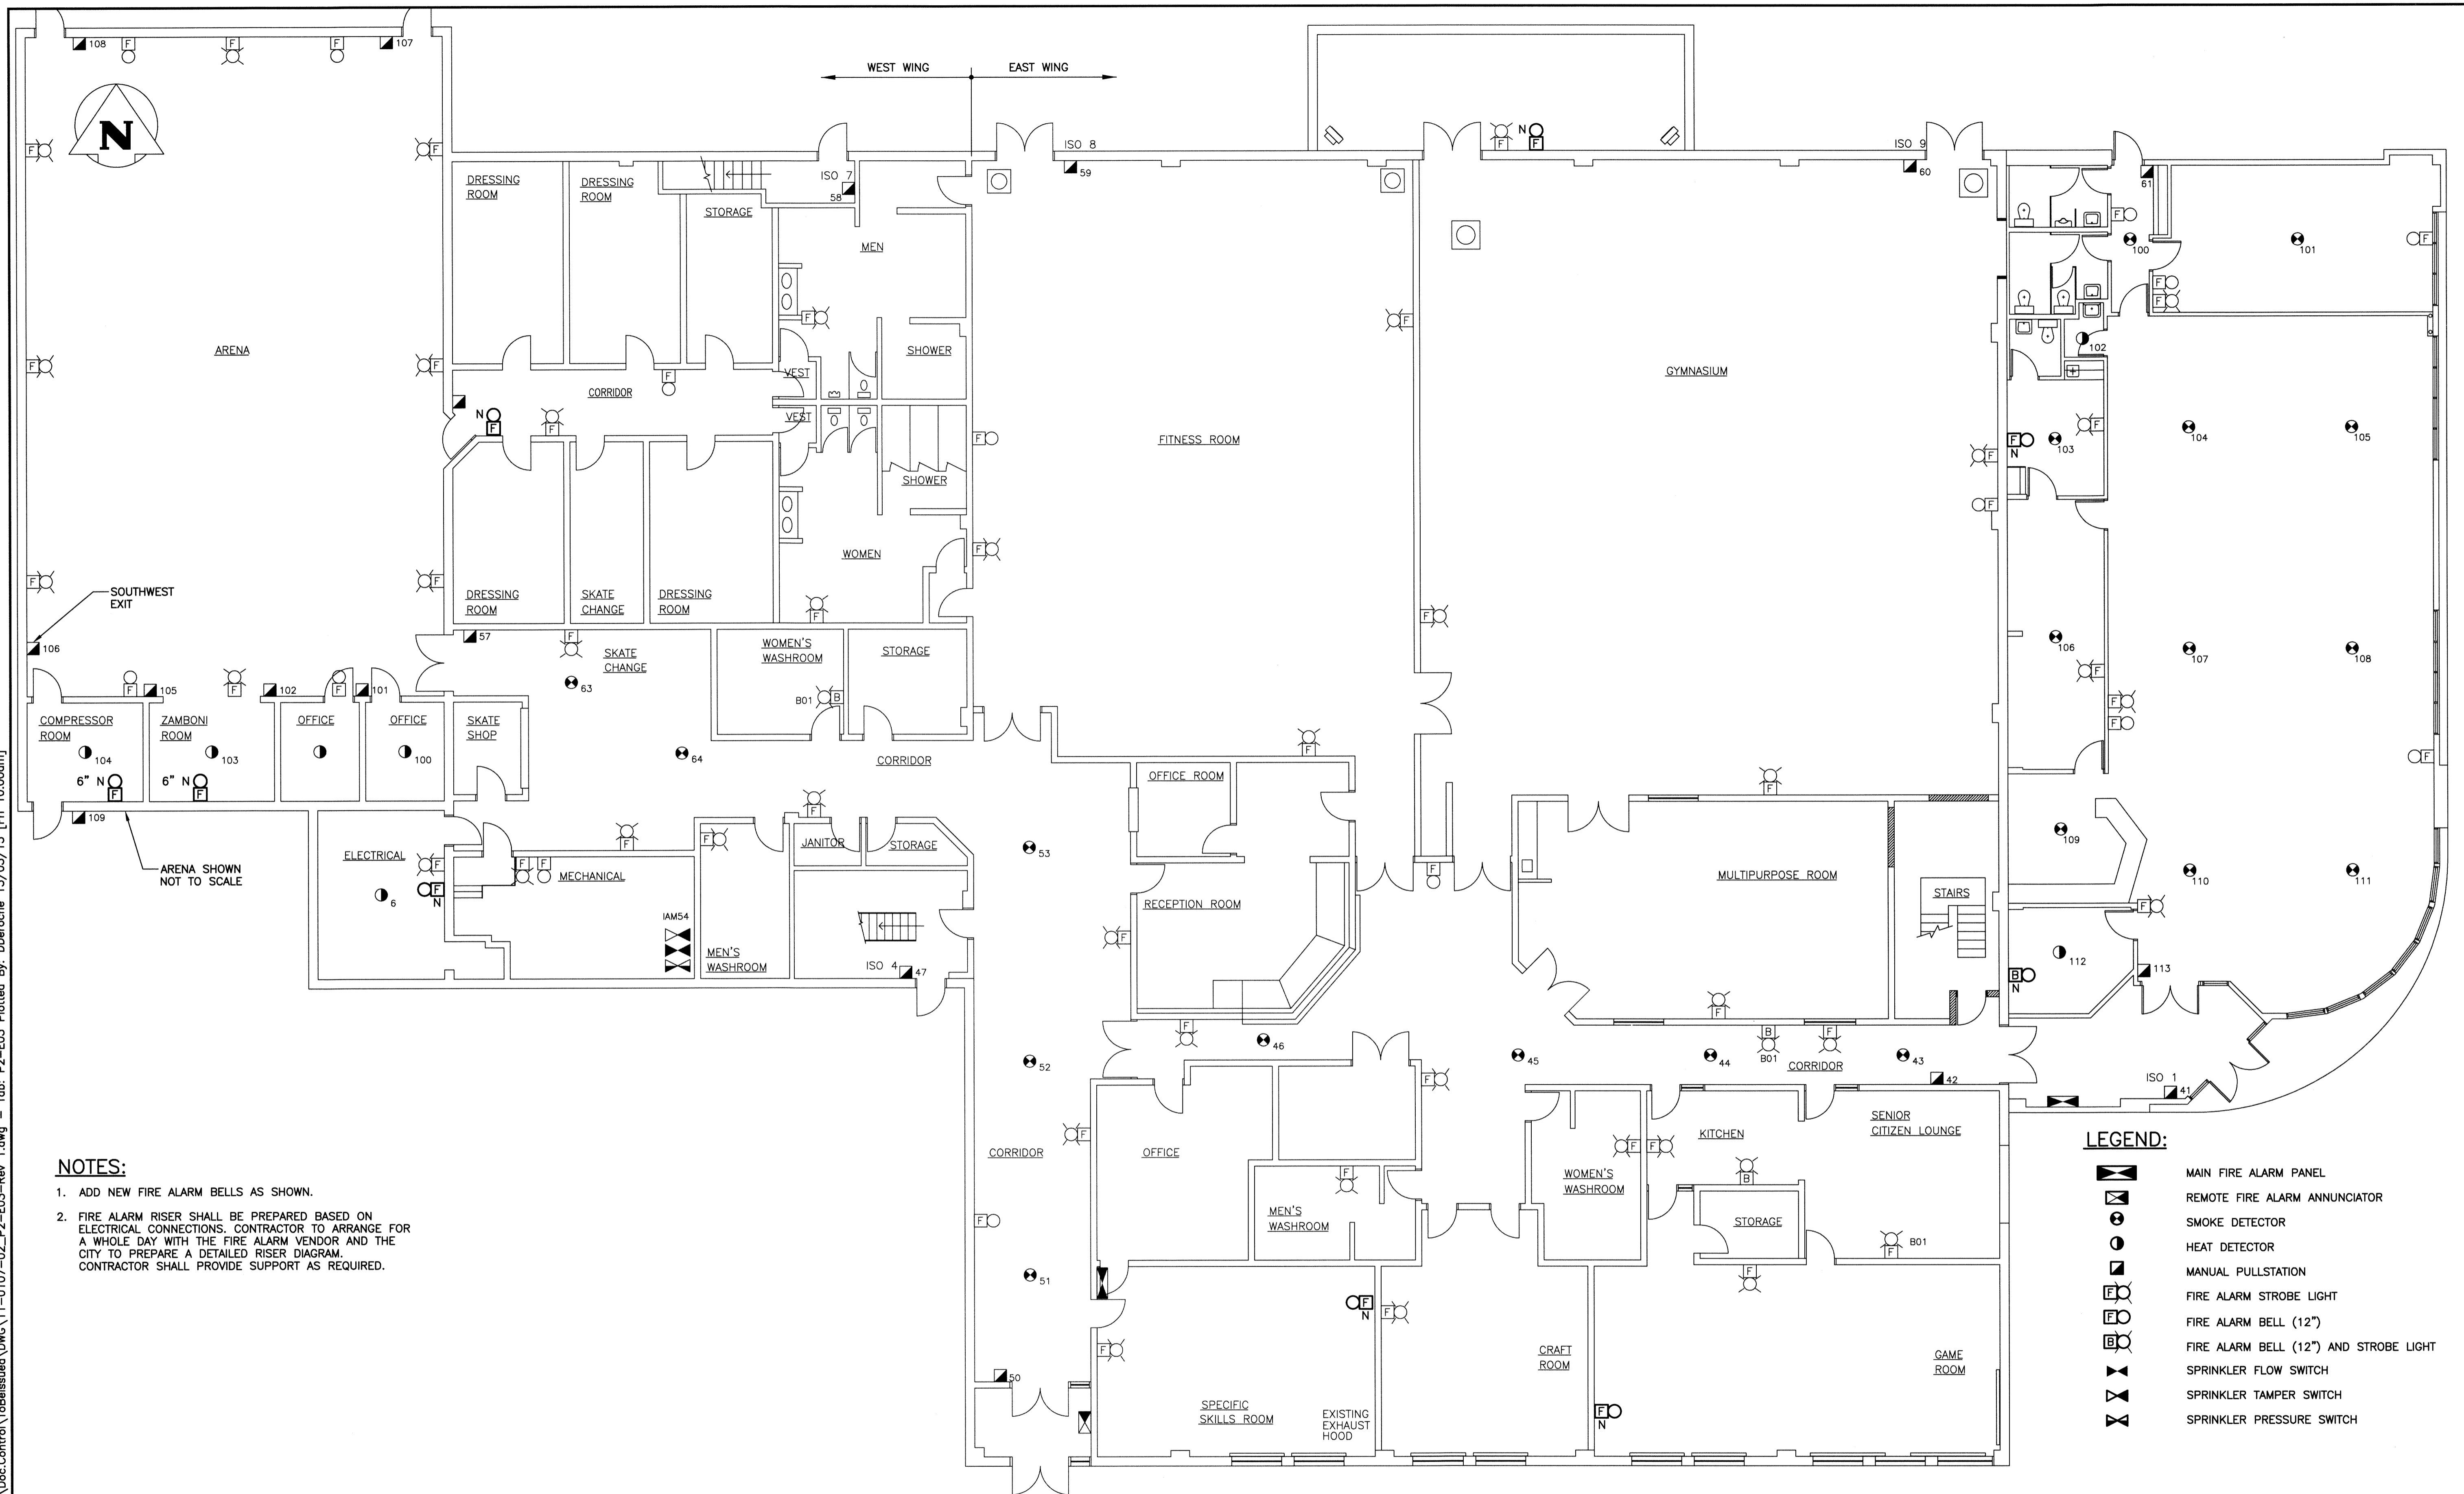 108
F
F
F
107
WEST WING
EAST WING
N
F
F
ISO 8
59
N
F
F
ISO 9
60
61
DRESSING
ROOM
DRESSING
ROOM
STORAGE
ISO 7
58
MEN
F
100
101
F
F
F
F
F
F
ARENA
F
F
SHOWER
102
VEST
CORRIDOR
F
GYMNASIUM
VEST
N
F
F
F
FITNESS ROOM
F
F
N
103
F
104
105
SHOWER
F
F
F
WOMEN
F
F
SOUTHWEST
EXIT
DRESSING
ROOM
SKATE
CHANGE
DRESSING
ROOM
F
F
106
57
F
SKATE
CHANGE
WOMEN'S
WASHROOM
STORAGE
106
107
108
F
63
B01
B
F
105
F
102
F
101
F
F
COMPRESSOR
ROOM
ZAMBONI
ROOM
OFFICE
OFFICE
SKATE
SHOP
104
103
100
64
CORRIDOR
F
F
6" N
F
6" N
F
OFFICE ROOM
F
109
F
F
JANITOR
STORAGE
53
109
ARENA SHOWN
NOT TO SCALE
ELECTRICAL
F
F
F
MECHANICAL
F
MULTIPURPOSE ROOM
110
111
6
F
N
STAIRS
RECEPTION ROOM
F
IAM54
F
MEN'S
WASHROOM
ISO 4
47
112
B
N
113
F
F
46
52
45
44
B
B01
F
CORRIDOR
43
42
ISO 1
41
F
F
CORRIDOR
OFFICE
F
MEN'S
WASHROOM
WOMEN'S
WASHROOM
F
F
KITCHEN
B
STORAGE
SENIOR
CITIZEN LOUNGE
F
B01
F
51
F
N
F
F
F
50
SPECIFIC
SKILLS ROOM
EXISTING
EXHAUST
HOOD
CRAFT
ROOM
F
N
GAME
ROOM
NOTES:
1. ADD NEW FIRE ALARM BELLS AS SHOWN.
2. FIRE ALARM RISER SHALL BE PREPARED BASED ON
ELECTRICAL CONNECTIONS. CONTRACTOR TO ARRANGE FOR
A WHOLE DAY WITH THE FIRE ALARM VENDOR AND THE
CITY TO PREPARE A DETAILED RISER DIAGRAM.
CONTRACTOR SHALL PROVIDE SUPPORT AS REQUIRED.
LEGEND:
MAIN FIRE ALARM PANEL
REMOTE FIRE ALARM ANNUNCIATOR
SMOKE DETECTOR
HEAT DETECTOR
MANUAL PULLSTATION
F FIRE ALARM STROBE LIGHT
F FIRE ALARM BELL (12")
B FIRE ALARM BELL (12") AND STROBE LIGHT
SPRINKLER FLOW SWITCH
SPRINKLER TAMPER SWITCH
SPRINKLER PRESSURE SWITCH